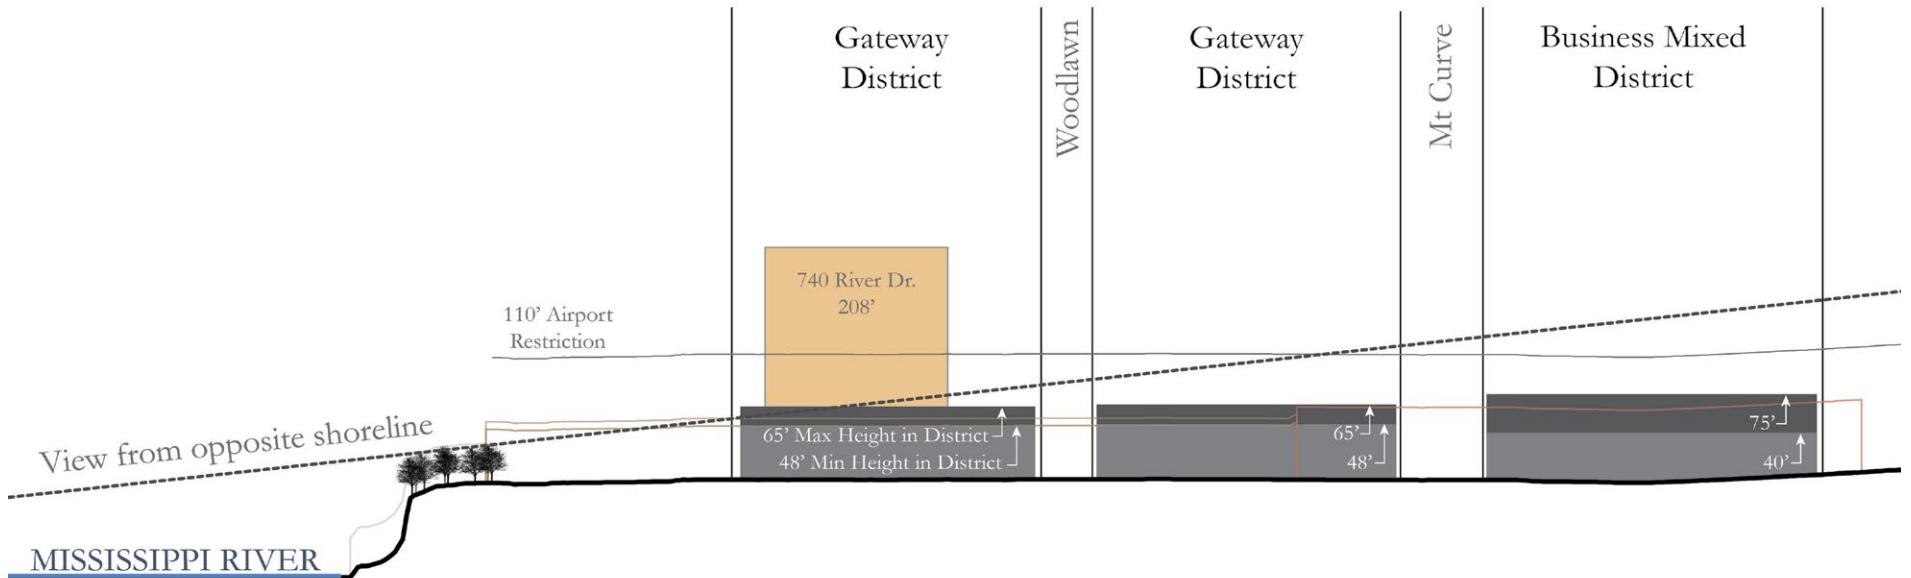 Gateway
District
Woodlawn
Gateway
District
Mt Curve
Business Mixed
District
740 River Dr.
208’
110’ Airport
Restriction
View from opposite shoreline
65’ Max Height in District
48’ Min Height in District
65’
48’
75’
40’
MISSISSIPPI RIVER